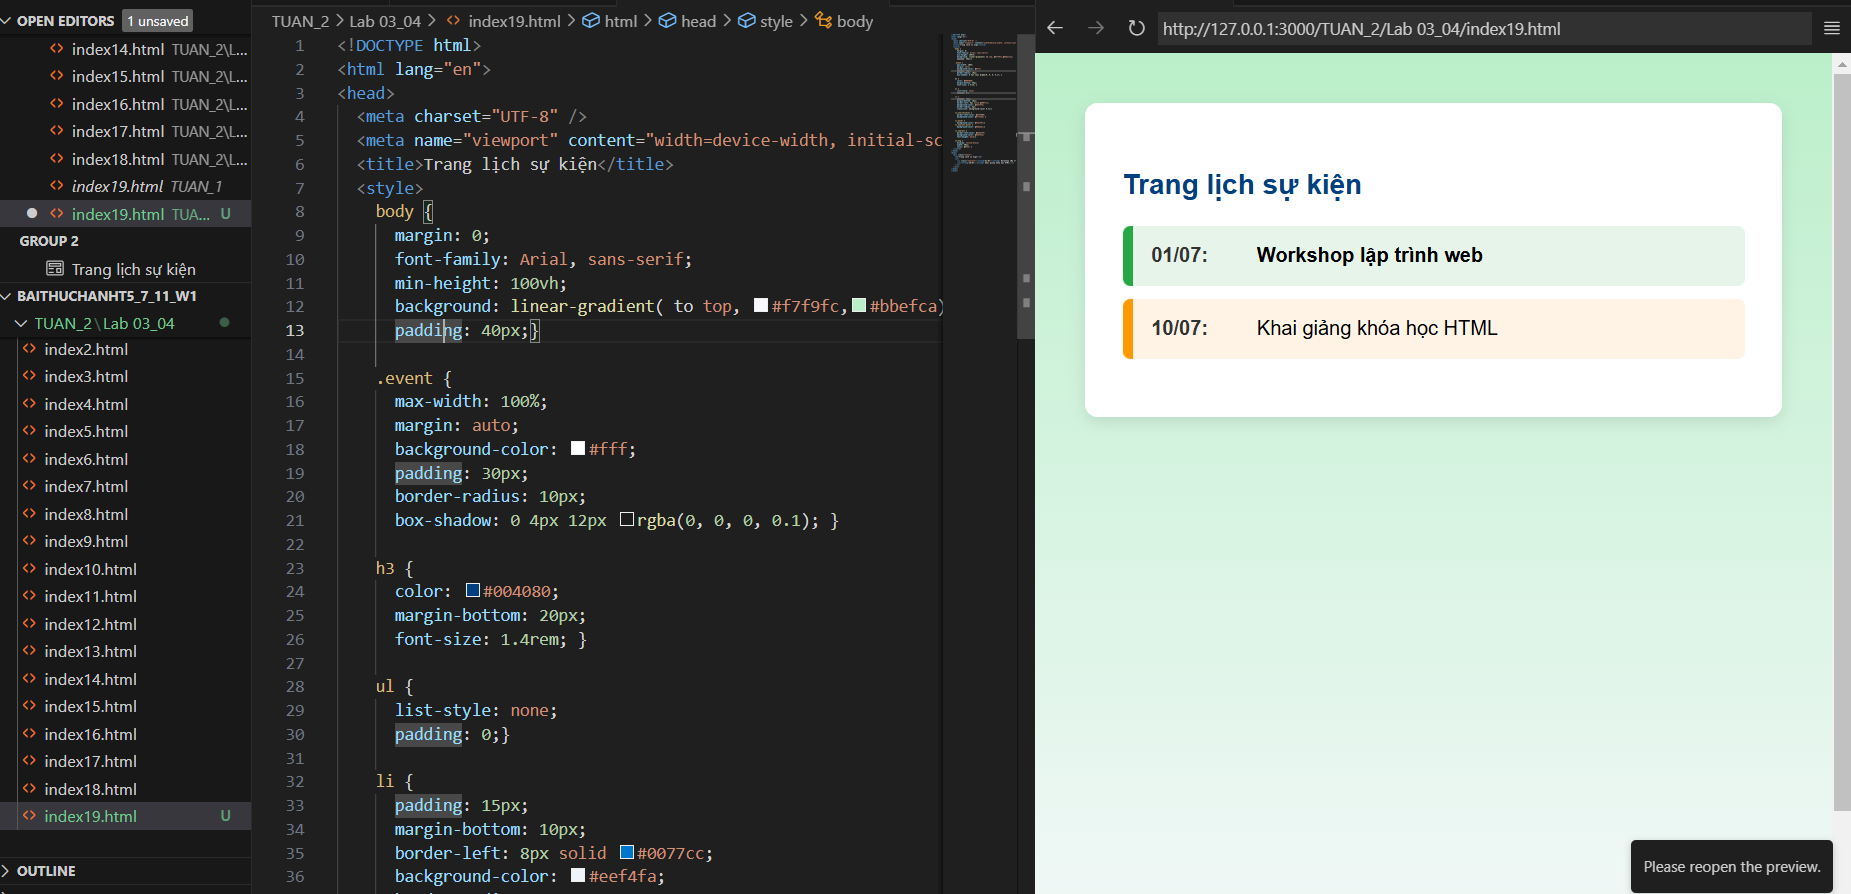 OPEN EDITORS 1 unsaved
index14.html TUAN_2\L...
index15.html TUAN_2\L...
index16.html TUAN_2\L...
index17.html TUAN_2\L...
index18.html TUAN_2\L...
index19.html TUAN_1
index19.html TUA... U
GROUP 2
Trang lịch sự kiện
BAITHUCHANHT5_7_11_W1
TUAN_2\Lab 03_04
index2.html
index3.html
index4.html
index5.html
index6.html
index7.html
index8.html
index9.html
index10.html
index11.html
index12.html
index13.html
index14.html
index15.html
index16.html
index17.html
index18.html
index19.html U
OUTLINE
TUAN_2 > Lab 03_04 > index19.html > html > head > style > body
1 <!DOCTYPE html>
2 <html lang="en">
3 <head>
4 <meta charset="UTF-8" />
5 <meta name="viewport" content="width=device-width, initial-sc
6 <title>Trang lịch sự kiện</title>
7 <style>
8 body {
9 margin: 0;
10 font-family: Arial, sans-serif;
11 min-height: 100vh;
12 background: linear-gradient( to top, #f7f9fc,#bbefca)
13 padding: 40px;}
14
15 .event {
16 max-width: 100%;
17 margin: auto;
18 background-color: #fff;
19 padding: 30px;
20 border-radius: 10px;
21 box-shadow: 0 4px 12px rgba(0, 0, 0, 0.1); }
22
23 h3 {
24 color: #004080;
25 margin-bottom: 20px;
26 font-size: 1.4rem; }
27
28 ul {
29 list-style: none;
30 padding: 0;}
31
32 li {
33 padding: 15px;
34 margin-bottom: 10px;
35 border-left: 8px solid #0077cc;
36 background-color: #eef4fa;
http://127.0.0.1:3000/TUAN_2/Lab 03_04/index19.html
Trang lịch sự kiện
01/07: Workshop lập trình web
10/07: Khai giảng khóa học HTML
Please reopen the preview.